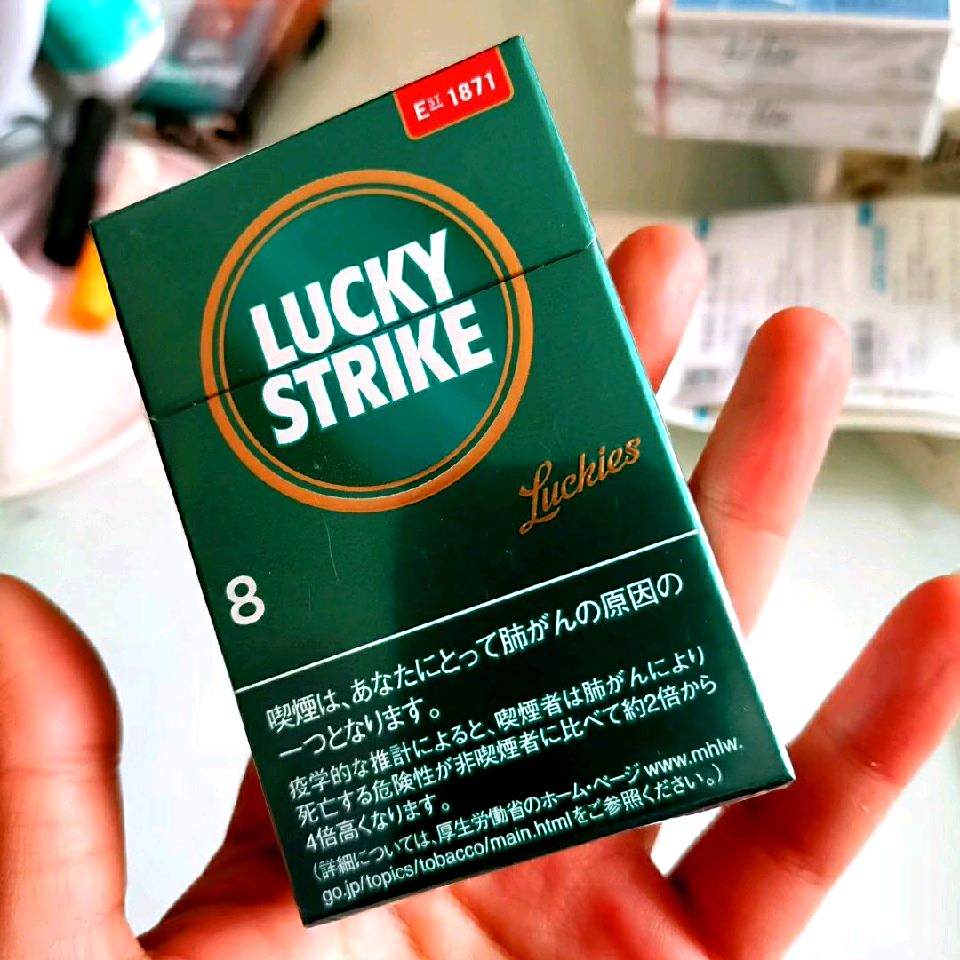 EST 1871
LUCKY
STRIKE
Luckies
8
喫煙は、あなたにとって肺がんの原因の
一つとなります。
疫学的な推計によると、喫煙者は肺がんにより
死亡する危険性が非喫煙者に比べて約2倍から
4倍高くなります。
(詳細については、厚生労働省のホーム・ページ www.mhlw.
go.jp/topics/tobacco/main.htmlをご参照ください。)